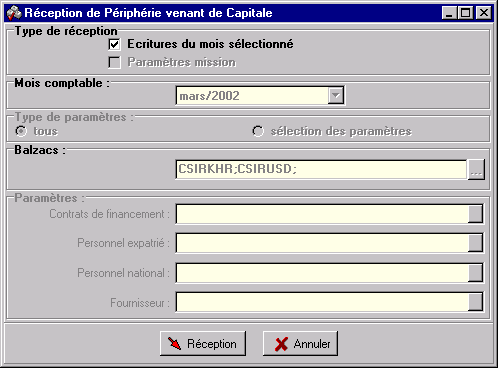 Réception de Périphérie venant de Capitale
Type de réception
Ecritures du mois sélectionné
Paramètres mission
Mois comptable :
mars/2002
Type de paramètres :
tous sélection des paramètres
Balzacs :
CSIRKHR;CSIRUSD; ...
Paramètres :
Contrats de financement :
Personnel expatrié :
Personnel national :
Fournisseur :
Réception Annuler